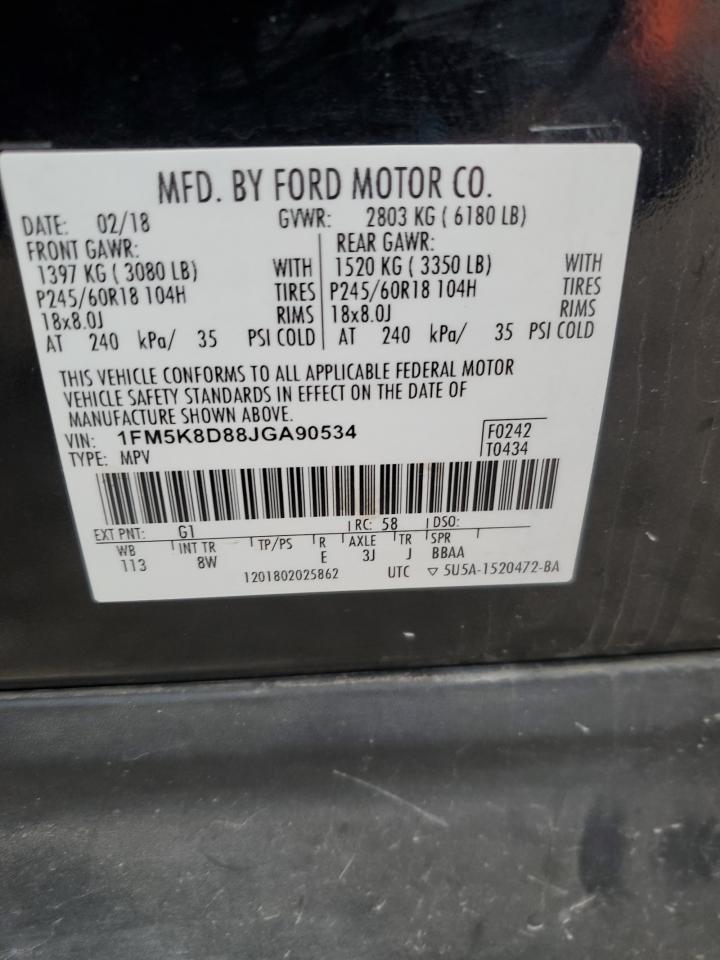 MFD. BY FORD MOTOR CO.
DATE: 02/18 GVWR: 2803 KG ( 6180 LB)
FRONT GAWR: REAR GAWR:
1397 KG ( 3080 LB) WITH 1520 KG ( 3350 LB) WITH
P245/60R18 104H TIRES P245/60R18 104H TIRES
18x8.0J RIMS 18x8.0J RIMS
AT 240 kPa/ 35 PSI COLD AT 240 kPa/ 35 PSI COLD
THIS VEHICLE CONFORMS TO ALL APPLICABLE FEDERAL MOTOR
VEHICLE SAFETY STANDARDS IN EFFECT ON THE DATE OF
MANUFACTURE SHOWN ABOVE.
VIN: 1FM5K8D88JGA90534 F0242
TYPE: MPV T0434
EXT PNT: G1 RC: 58 DSO:
WB INT TR TP/PS R AXLE TR SPR
113 8W E 3J J BBAA
1201802025862 UTC ▽ 5U5A-1520472-BA